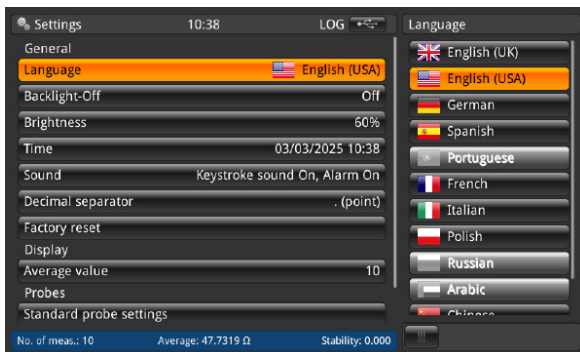 Settings 10:38 LOG
General
Language English (USA)
Backlight-Off Off
Brightness 60%
Time 03/03/2025 10:38
Sound Keystroke sound On, Alarm On
Decimal separator . (point)
Factory reset
Display
Average value 10
Probes
Standard probe settings
No. of meas.: 10 Average: 47.7319 Ω Stability: 0.000
Language
English (UK)
English (USA)
German
Spanish
Portuguese
French
Italian
Polish
Russian
Arabic
Chinese